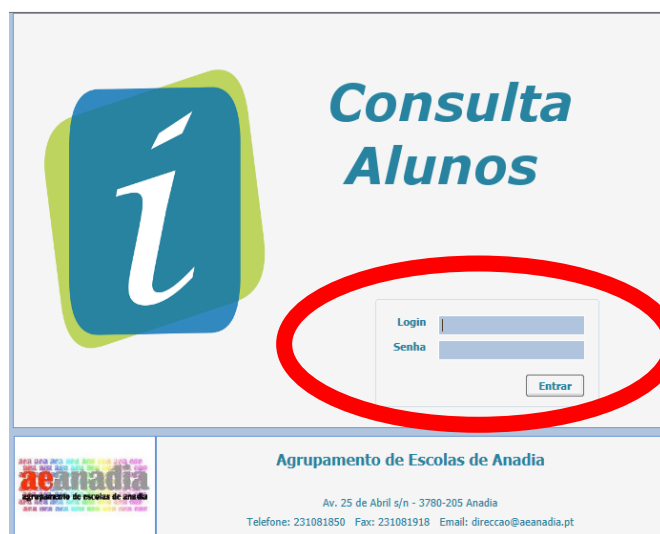 i
Consulta
Alunos
Login
Senha
Entrar
aeanadia
agrupamento de escolas de anadia
Agrupamento de Escolas de Anadia
Av. 25 de Abril s/n - 3780-205 Anadia
Telefone: 231081850 Fax: 231081918 Email: direccao@aeanadia.pt